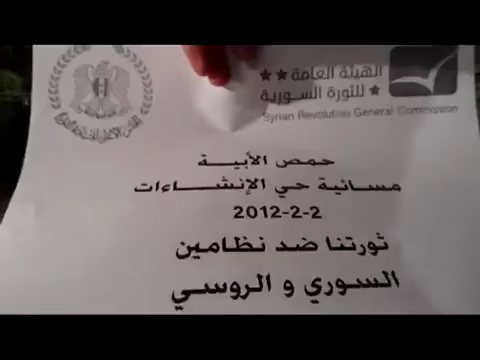 الهيئة العامة
للثورة السورية
Syrian Revolution General Commission
حمص الأبية
مسائية حي الإنشاءات
2012-2-2
ثورتنا ضد نظامين
السوري و الروسي